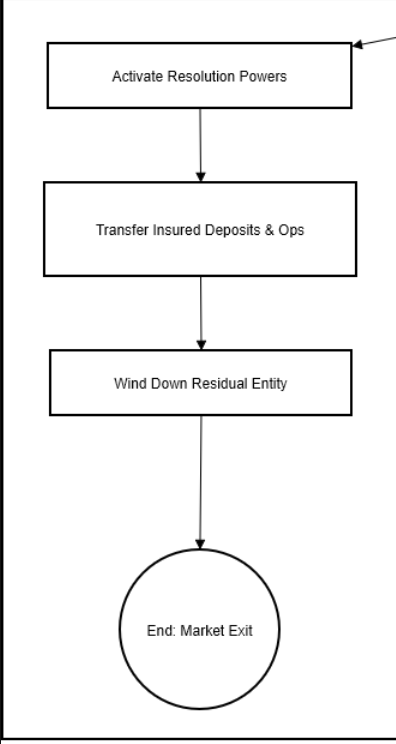 Activate Resolution Powers
Transfer Insured Deposits & Ops
Wind Down Residual Entity
End: Market Exit